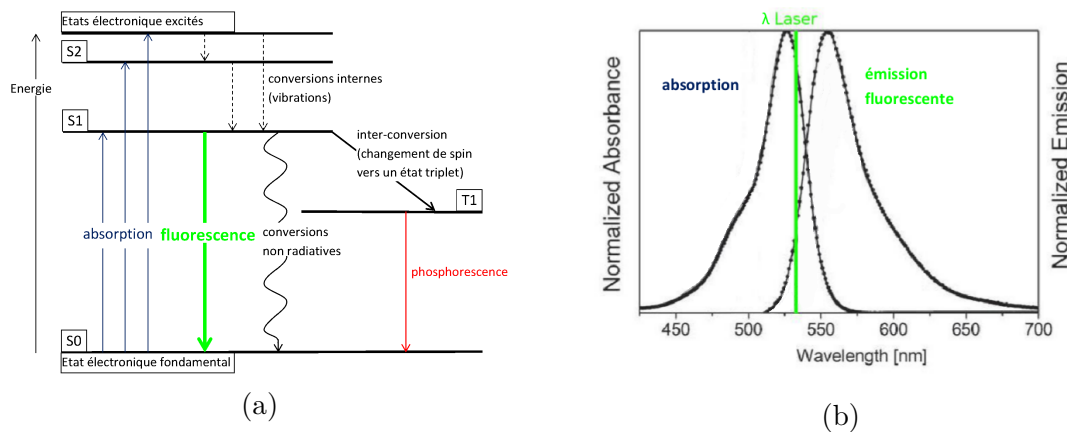 Etats électronique excités
S2
Energie
conversions internes
(vibrations)
S1
inter-conversion
(changement de spin
vers un état triplet)
T1
absorption
fluorescence
conversions
non radiatives
phosphorescence
S0
Etat électronique fondamental
(a)
λ Laser
absorption
émission
fluorescente
Normalized Absorbance
Normalized Emission
450 500 550 600 650 700
Wavelength [nm]
(b)